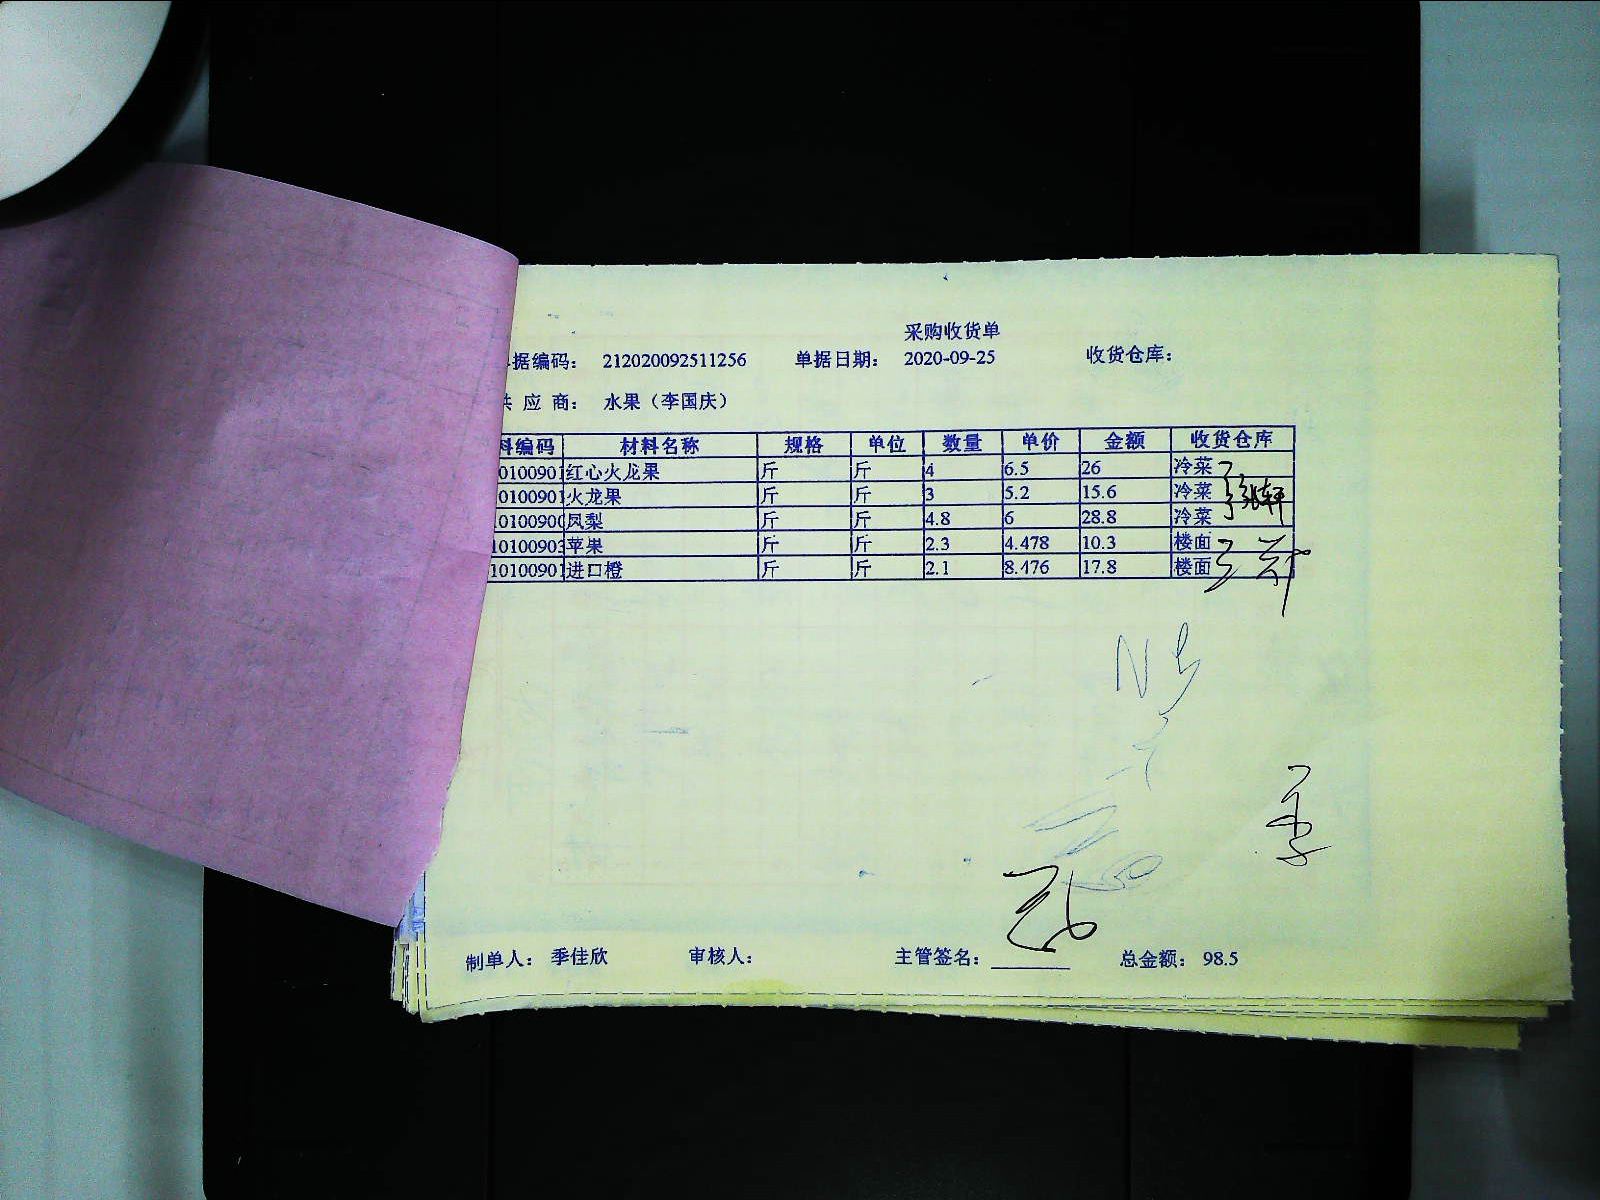 采购收货单
据编码： 212020092511256 单据日期： 2020-09-25 收货仓库：
应 商： 水果（李国庆）
料编码 材料名称 规格 单位 数量 单价 金额 收货仓库
0100901 红心火龙果 斤 斤 4 6.5 26 冷菜
0100901 火龙果 斤 斤 3 5.2 15.6 冷菜
0100900 凤梨 斤 斤 4.8 6 28.8 冷菜
10100903 苹果 斤 斤 2.3 4.478 10.3 楼面
10100901 进口橙 斤 斤 2.1 8.476 17.8 楼面
制单人： 季佳欣 审核人： 主管签名： 总金额： 98.5